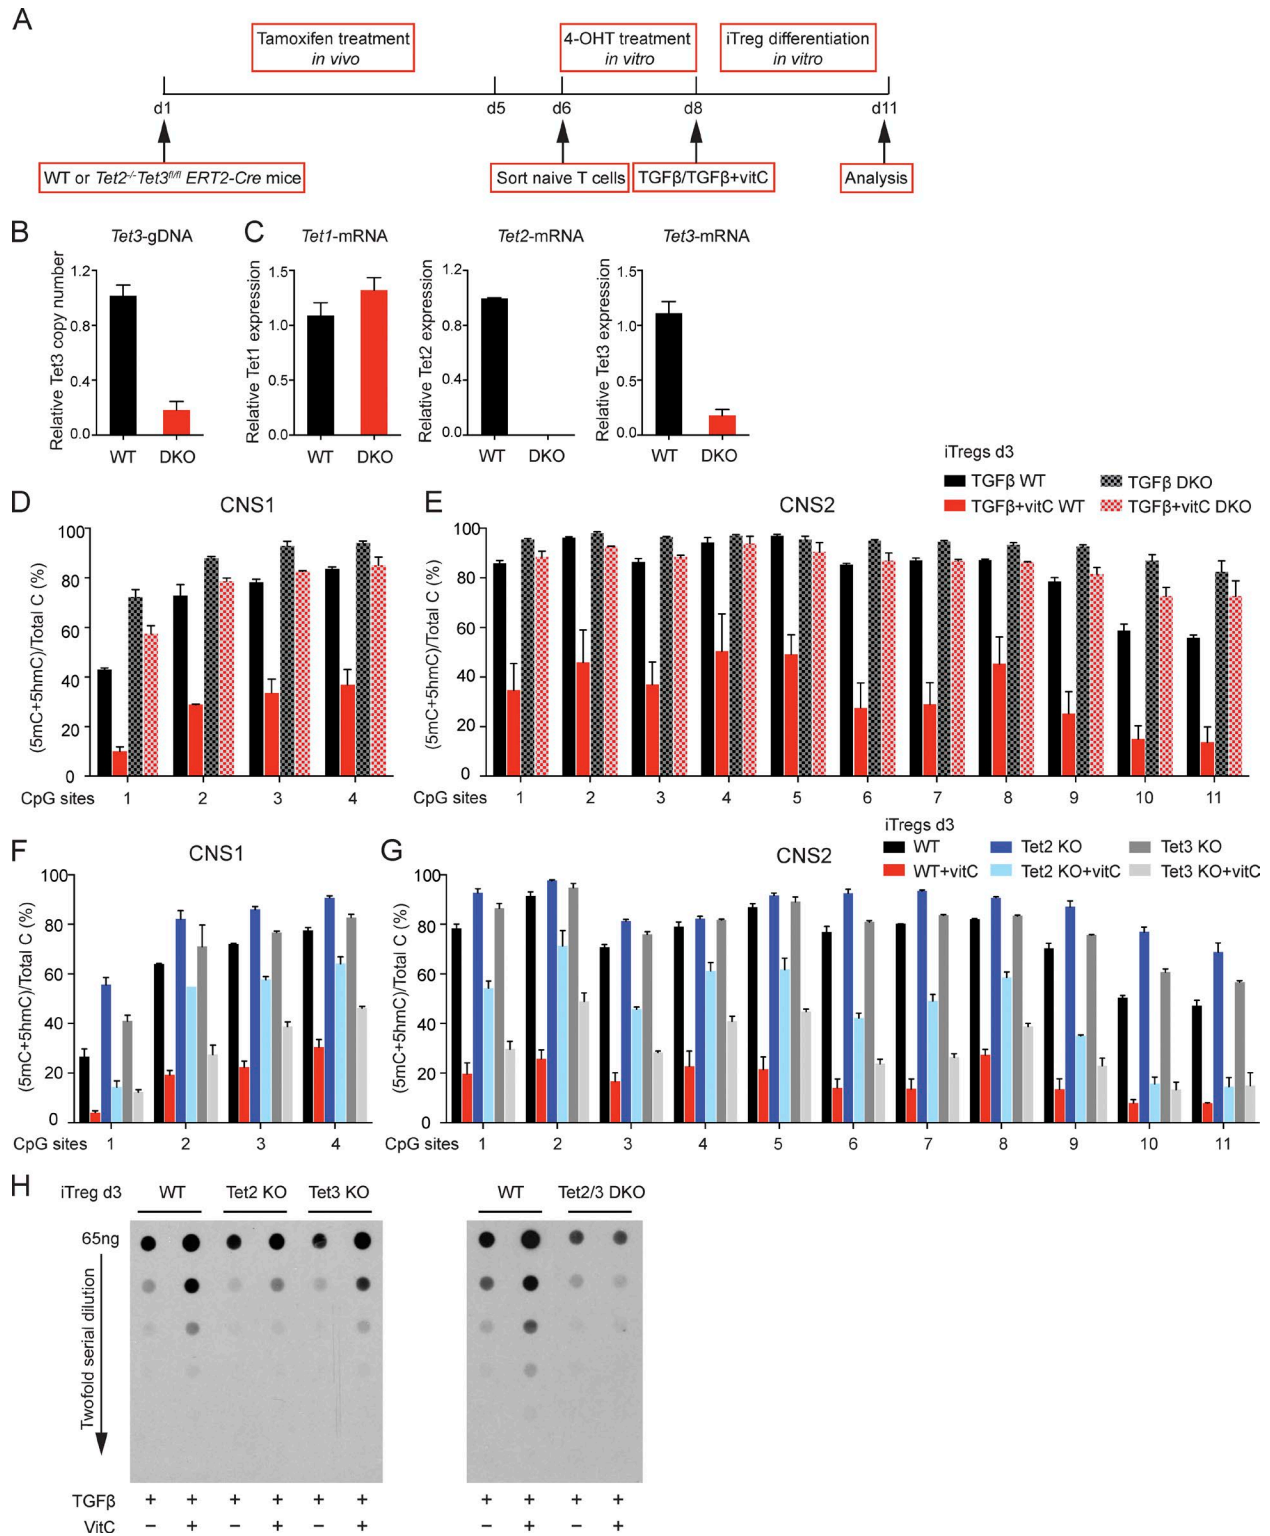 A
Tamoxifen treatment
in vivo
4-OHT treatment
in vitro
iTreg differentiation
in vitro
d1
d5
d6
d8
d11
WT or Tet2-/-Tet3fl/fl ERT2-Cre mice
Sort naive T cells
TGFβ/TGFβ+vitC
Analysis
B
Tet3-gDNA
Relative Tet3 copy number
1.2
0.8
0.4
0.0
WT
DKO
C
Tet1-mRNA
Relative Tet1 expression
1.5
1.0
0.5
0.0
WT
DKO
Tet2-mRNA
Relative Tet2 expression
1.2
0.8
0.4
0.0
WT
DKO
Tet3-mRNA
Relative Tet3 expression
1.5
1.0
0.5
0.0
WT
DKO
iTregs d3
TGFβ WT
TGFβ DKO
TGFβ+vitC WT
TGFβ+vitC DKO
D
CNS1
(5mC+5hmC)/Total C (%)
100
80
60
40
20
0
CpG sites
1 2 3 4
E
CNS2
(5mC+5hmC)/Total C (%)
100
80
60
40
20
0
CpG sites
1 2 3 4 5 6 7 8 9 10 11
iTregs d3
WT
Tet2 KO
Tet3 KO
WT+vitC
Tet2 KO+vitC
Tet3 KO+vitC
F
CNS1
(5mC+5hmC)/Total C (%)
100
80
60
40
20
0
CpG sites
1 2 3 4
G
CNS2
(5mC+5hmC)/Total C (%)
100
80
60
40
20
0
CpG sites
1 2 3 4 5 6 7 8 9 10 11
H
iTreg d3
WT
Tet2 KO
Tet3 KO
WT
Tet2/3 DKO
65ng
Twofold serial dilution
TGFβ + + + + + + + + + +
VitC − + − + − + − + − +